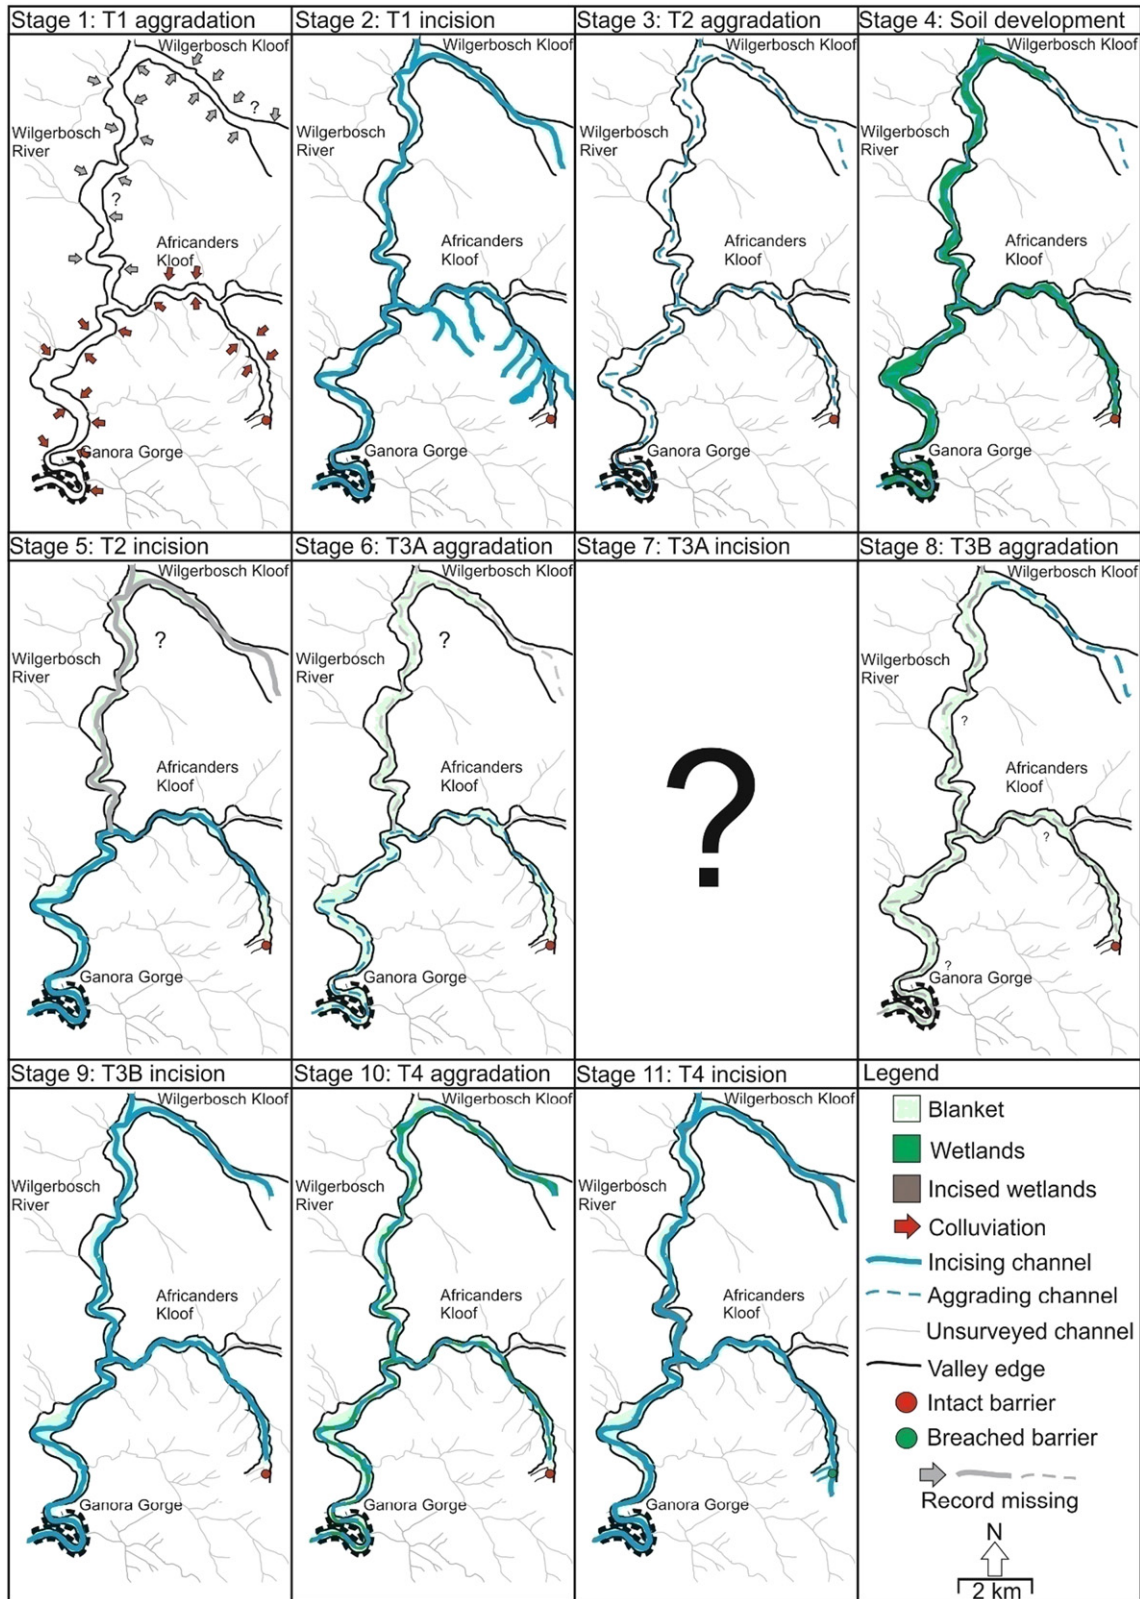 Stage 1: T1 aggradation
Wilgerbosch Kloof
?
Wilgerbosch
River
?
Africanders
Kloof
Ganora Gorge
Stage 2: T1 incision
Wilgerbosch Kloof
Wilgerbosch
River
Africanders
Kloof
Ganora Gorge
Stage 3: T2 aggradation
Wilgerbosch Kloof
Wilgerbosch
River
Africanders
Kloof
Ganora Gorge
Stage 4: Soil development
Wilgerbosch Kloof
Wilgerbosch
River
Africanders
Kloof
Ganora Gorge
Stage 5: T2 incision
Wilgerbosch Kloof
?
Wilgerbosch
River
Africanders
Kloof
Ganora Gorge
Stage 6: T3A aggradation
Wilgerbosch Kloof
?
Wilgerbosch
River
Africanders
Kloof
Ganora Gorge
Stage 7: T3A incision
?
Stage 8: T3B aggradation
Wilgerbosch Kloof
Wilgerbosch
River
?
Africanders
Kloof
?
?
Ganora Gorge
Stage 9: T3B incision
Wilgerbosch Kloof
Wilgerbosch
River
Africanders
Kloof
Ganora Gorge
Stage 10: T4 aggradation
Wilgerbosch Kloof
Wilgerbosch
River
Africanders
Kloof
Ganora Gorge
Stage 11: T4 incision
Wilgerbosch Kloof
Wilgerbosch
River
Africanders
Kloof
Ganora Gorge
Legend
Blanket
Wetlands
Incised wetlands
Colluviation
Incising channel
Aggrading channel
Unsurveyed channel
Valley edge
Intact barrier
Breached barrier
Record missing
N
2 km